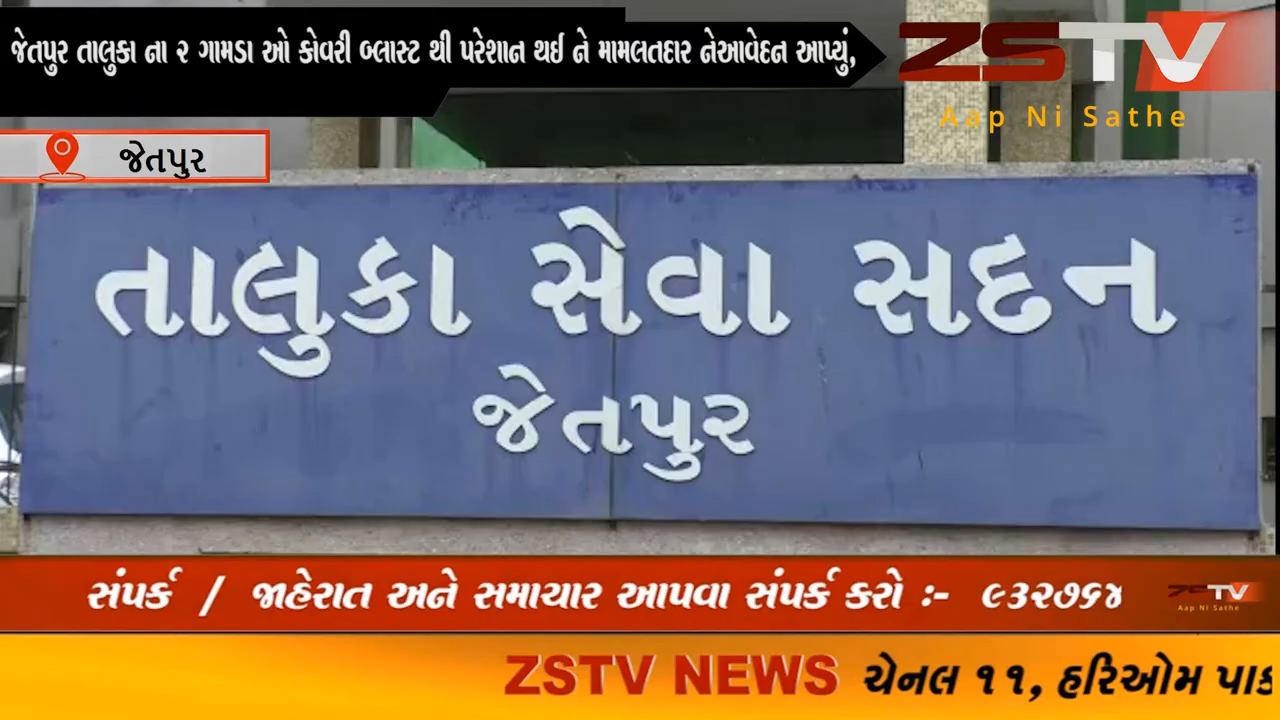 જેતપુર તાલુકા ના ૨ ગામડા ઓ કોવરી બ્લાસ્ટ થી પરેશાન થઈ ને મામલતદાર નેઆવેદન આપ્યું,
ZSTV
Aap Ni Sathe
જેતપુર
તાલુકા સેવા સદન
જેતપુર
સંપર્ક / જાહેરાત અને સમાચાર આપવા સંપર્ક કરો :- ૯૩૨૭૬૪
ZSTV
Aap Ni Sathe
ZSTV NEWS ચેનલ ૧૧, હરિઓમ પાર્ક